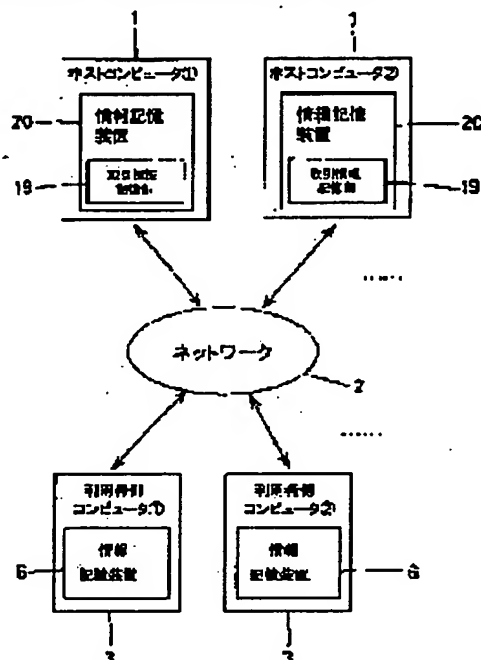 1
1
ホストコンピュータ①
ホストコンピュータ②
20
情報記憶
装置
情報記憶
装置
20
19
取引情報
記憶部
19
……
ネットワーク
2
……
利用者側
コンピュータ①
利用者側
コンピュータ②
6
情報
記憶装置
情報
記憶装置
6
3
3